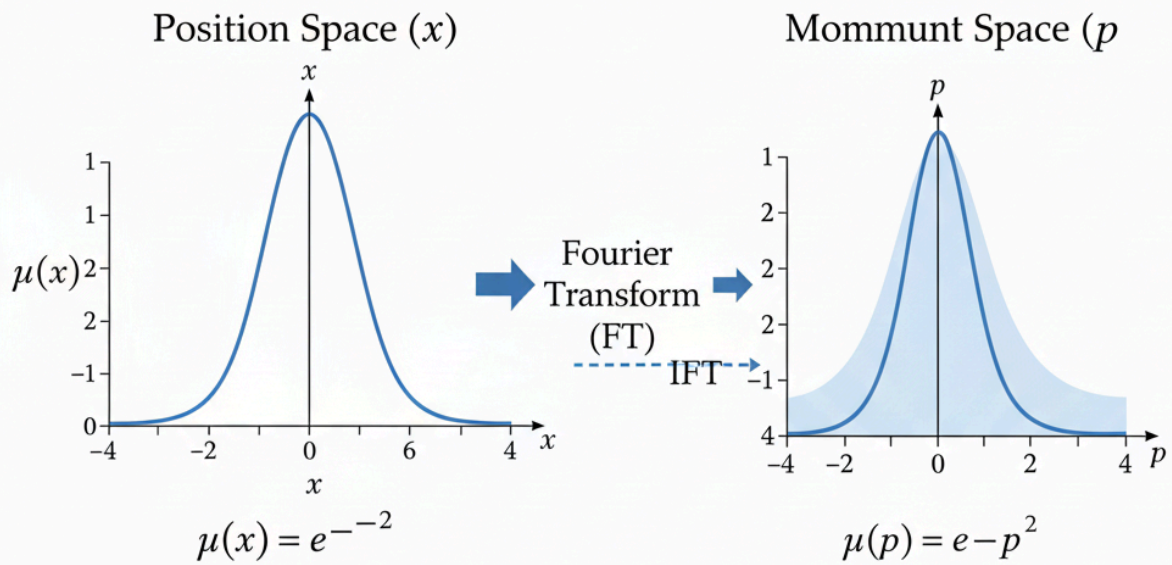 Position Space (x)
x
1
1
μ(x)
2
2
−1
0
−4
−2
0
6
4
x
x
μ(x) = e⁻⁻²
Fourier
Transform
(FT)
IFT
Mommunt Space (p
p
1
2
2
2
−1
4
−4
−2
0
2
4
p
μ(p) = e−p²